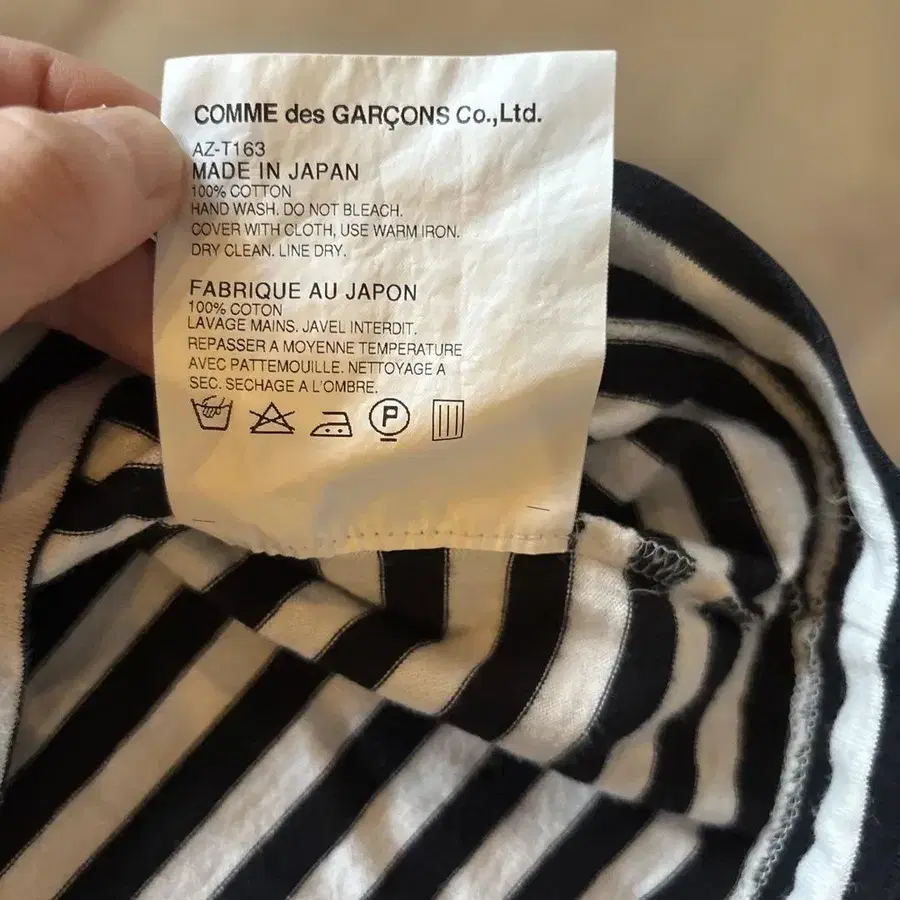 COMME des GARÇONS Co.,Ltd.
AZ-T163
MADE IN JAPAN
100% COTTON
HAND WASH. DO NOT BLEACH.
COVER WITH CLOTH, USE WARM IRON.
DRY CLEAN. LINE DRY.
FABRIQUE AU JAPON
100% COTON
LAVAGE MAINS. JAVEL INTERDIT.
REPASSER A MOYENNE TEMPERATURE
AVEC PATTEMOUILLE. NETTOYAGE A
SEC. SECHAGE A L'OMBRE.
P